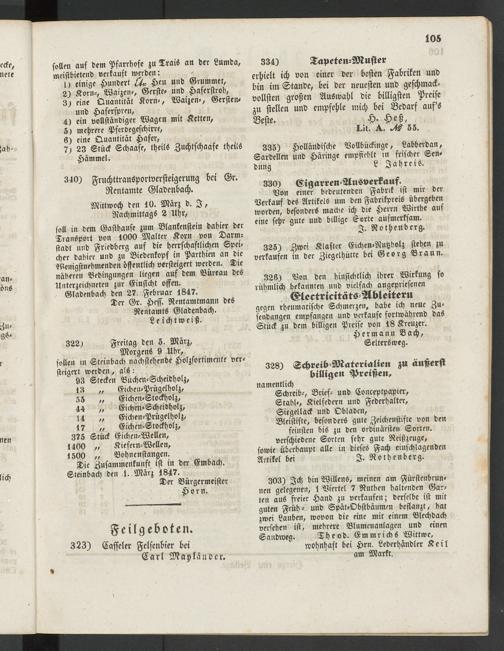 105
sollen auf dem Pfarrhofe zu Trais an der Lumda,
meistbietend verkauft werden:
1) einige Hundert Heu und Grummet,
2) Korn-, Waizen-, Gerste- und Haferstroh,
3) eine Quantität Korn-, Waizen-, Gersten-
und Haferspreu,
4) ein vollständiger Wagen mit Ketten,
5) mehrere Pferdegeschirre,
6) eine Quantität Hafer,
7) 23 Stück Schaafe, theils Zuchtschaafe theils
Hämmel.
340) Fruchttransportversteigerung bei Gr.
Rentamte Gladenbach.
Mittwoch den 10. März d. J,
Nachmittags 2 Uhr,
soll in dem Gasthause zum Blankenstein dahier der
Transport von 1000 Malter Korn von Darm-
stadt und Friedberg auf die herrschaftlichen Spei-
cher dahier und zu Biedenkopf in Parthien an die
Wenigstnehmenden öffentlich versteigert werden. Die
näheren Bedingungen liegen auf dem Büreau des
Unterzeichneten zur Einsicht offen.
Gladenbach den 27. Februar 1847.
Der Gr. Hess. Rentamtmann des
Rentamts Gladenbach.
Leichtweiß.
322) Freitag den 5. März,
Morgens 9 Uhr,
sollen in Steinbach nachstehende Holzsortimente ver-
steigert werden, als:
93 Stecken Buchen-Scheidholz,
13 „ Eichen-Prügelholz,
55 „ Eichen-Stockholz,
44 „ Eichen-Scheidholz,
14 „ Eichen-Prügelholz,
17 „ Eichen-Stockholz,
375 Stück Eichen-Wellen,
1400 „ Kiefern-Wellen,
1500 „ Bohnenstangen.
Die Zusammenkunft ist in der Embach.
Steinbach den 1. März 1847.
Der Bürgermeister
Horn.
Feilgeboten.
323) Casseler Felsenbier bei
Carl Mayländer.
334) Tapeten-Muster
erhielt ich von einer der besten Fabriken und
bin im Stande, bei der neuesten und geschmack-
vollsten großen Auswahl die billigsten Preise
zu stellen und empfehle mich bei Bedarf auf's
Beste. H. Heß,
Lit. A. № 55.
335) Holländische Vollbückinge, Labberdan,
Sardellen und Häringe empfiehlt in frischer Sen-
dung L Jahreis.
330) Cigarren-Ausverkauf.
Von einer bedeutenden Fabrik ist mir der
Verkauf des Artikels um den Fabrikpreis übergeben
worden, besonders mache ich die Herrn Wirthe auf
eine sehr gute und billige Sorte aufmerksam.
J. Rothenberg.
325) Zwei Klafter Eichen-Nutzholz stehen zu
verkaufen in der Ziegelhütte bei Georg Braun.
326) Von den hinsichtlich ihrer Wirkung so
rühmlich bekannten und vielfach angepriesenen
Electricitäts-Ableitern
gegen rheumatische Schmerzen, habe ich neue Zu-
sendungen empfangen und verkaufe fortwährend das
Stück zu dem billigen Preise von 18 Kreuzer.
Hermann Bach,
Seltersweg.
328) Schreib-Materialien zu äußerst
billigen Preißen,
namentlich
Schreib-, Brief- und Conceptpapier,
Stahl-, Kielfedern und Federhalter,
Siegellack und Obladen,
Bleistifte, besonders gute Zeichenstifte von den
feinsten bis zu den ordinärsten Sorten.
verschiedene Sorten sehr gute Reißzeuge,
sowie überhaupt alle in dieses Fach einschlagenden
Artikel bei J. Rothenberg.
303) Ich bin Willens, meinen am Fürstenbrun-
nen gelegenen, 1 Viertel 7 Ruthen haltenden Gar-
ten aus freier Hand zu verkaufen; derselbe ist mit
guten Früh- und Spät-Obstbäumen bepflanzt, hat
zwei Lauben, wovon die eine mit einem Blechdach
versehen ist, mehrere Blumenanlagen und einen
Sandweg. Theod. Emmrichs Wittwe,
wohnhaft bei Hrn. Lederhändler Keil
am Markt.